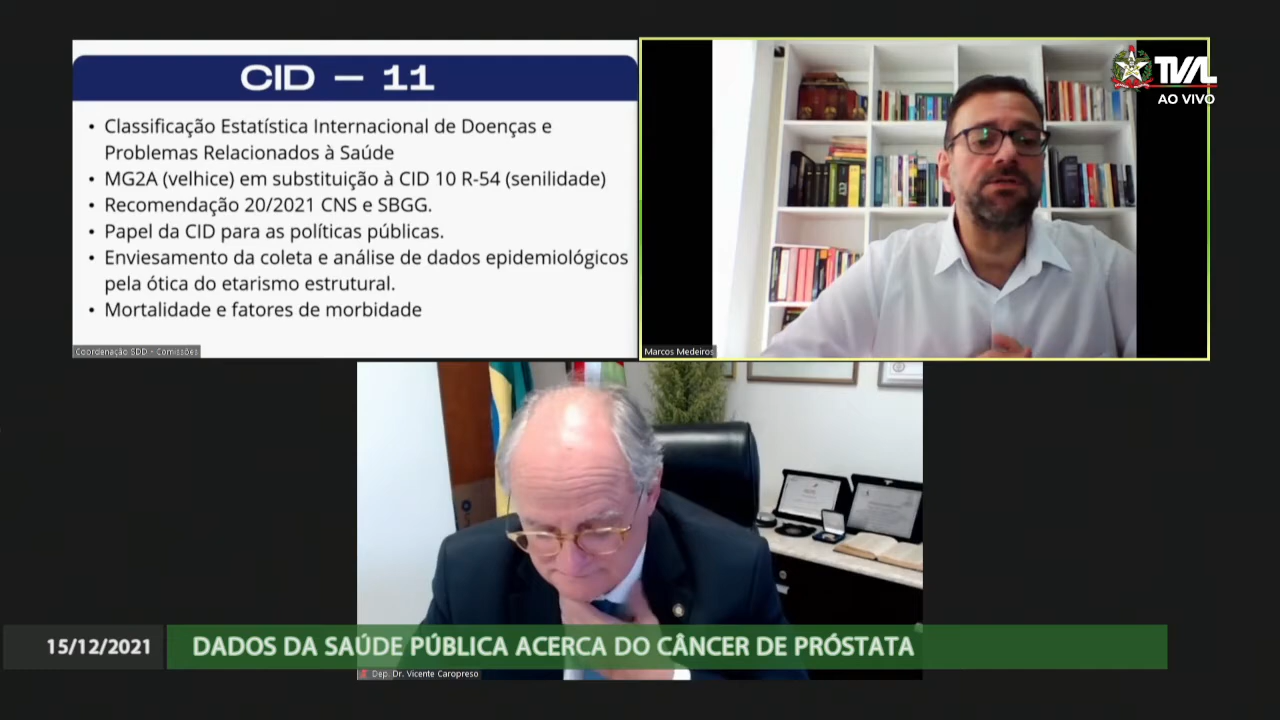 CID – 11
• Classificação Estatística Internacional de Doenças e
Problemas Relacionados à Saúde
• MG2A (velhice) em substituição à CID 10 R-54 (senilidade)
• Recomendação 20/2021 CNS e SBGG.
• Papel da CID para as políticas públicas.
• Enviesamento da coleta e análise de dados epidemiológicos
pela ótica do etarismo estrutural.
• Mortalidade e fatores de morbidade
Coordenação SDD - Comissões
TVAL
AO VIVO
Marcos Medeiros
15/12/2021
DADOS DA SAÚDE PÚBLICA ACERCA DO CÂNCER DE PRÓSTATA
Dep. Dr. Vicente Caropreso